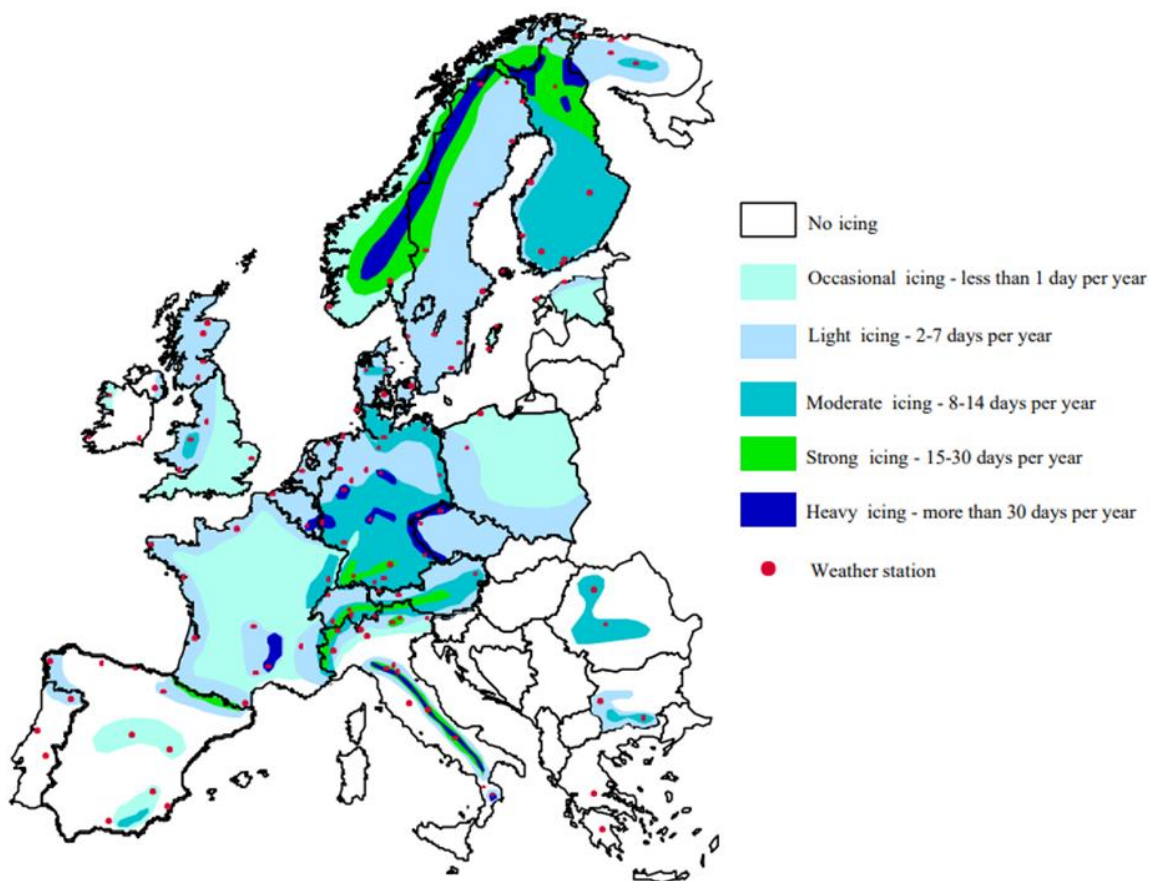 No icing
Occasional icing - less than 1 day per year
Light icing - 2-7 days per year
Moderate icing - 8-14 days per year
Strong icing - 15-30 days per year
Heavy icing - more than 30 days per year
Weather station